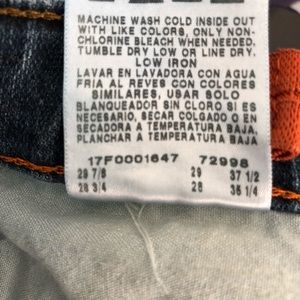 MACHINE WASH COLD INSIDE OUT
WITH LIKE COLORS, ONLY NON-
CHLORINE BLEACH WHEN NEEDED,
TUMBLE DRY LOW OR LINE DRY,
LOW IRON
LAVAR EN LAVADORA CON AGUA
FRIA AL REVES CON COLORES
SIMILARES, USAR SOLO
BLANQUEADOR SIN CLORO SI ES
NECESARIO, SECAR COLGADO O EN
SECADORA A TEMPERATURA BAJA,
PLANCHAR A TEMPERATURA BAJA
17F0001647 72998
29 7/8 29 37 1/2
28 3/4 28 36 1/4